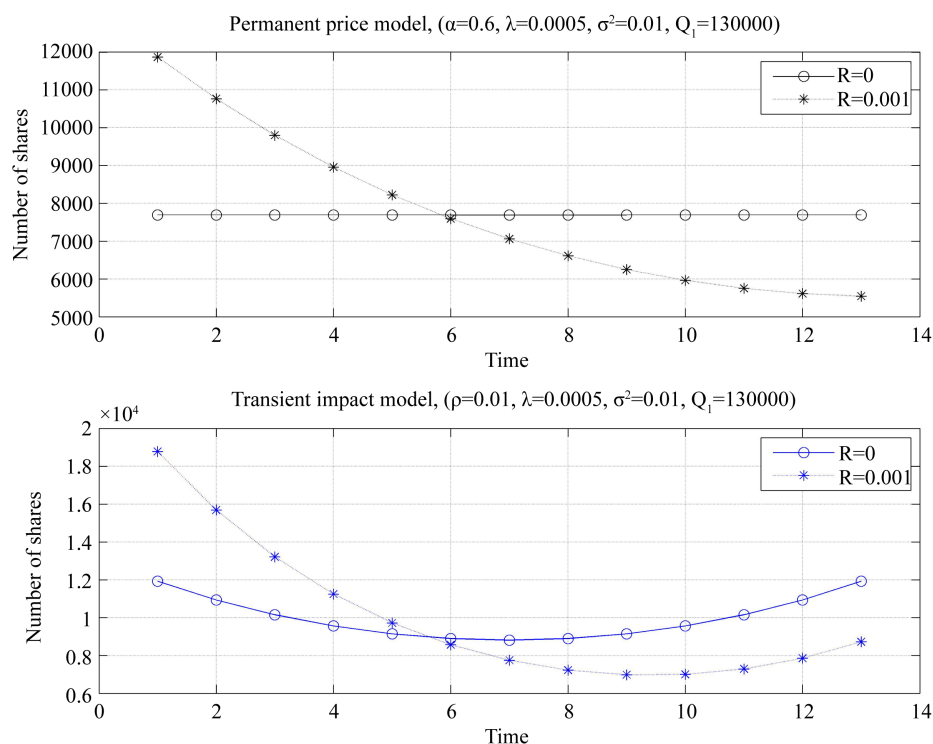 Permanent price model, (α=0.6, λ=0.0005, σ²=0.01, Q₁=130000)
12000
11000
10000
9000
8000
7000
6000
5000
Number of shares
R=0
R=0.001
0 2 4 6 8 10 12 14
Time
Transient impact model, (ρ=0.01, λ=0.0005, σ²=0.01, Q₁=130000)
×10⁴
2
1.8
1.6
1.4
1.2
1
0.8
0.6
Number of shares
R=0
R=0.001
0 2 4 6 8 10 12 14
Time